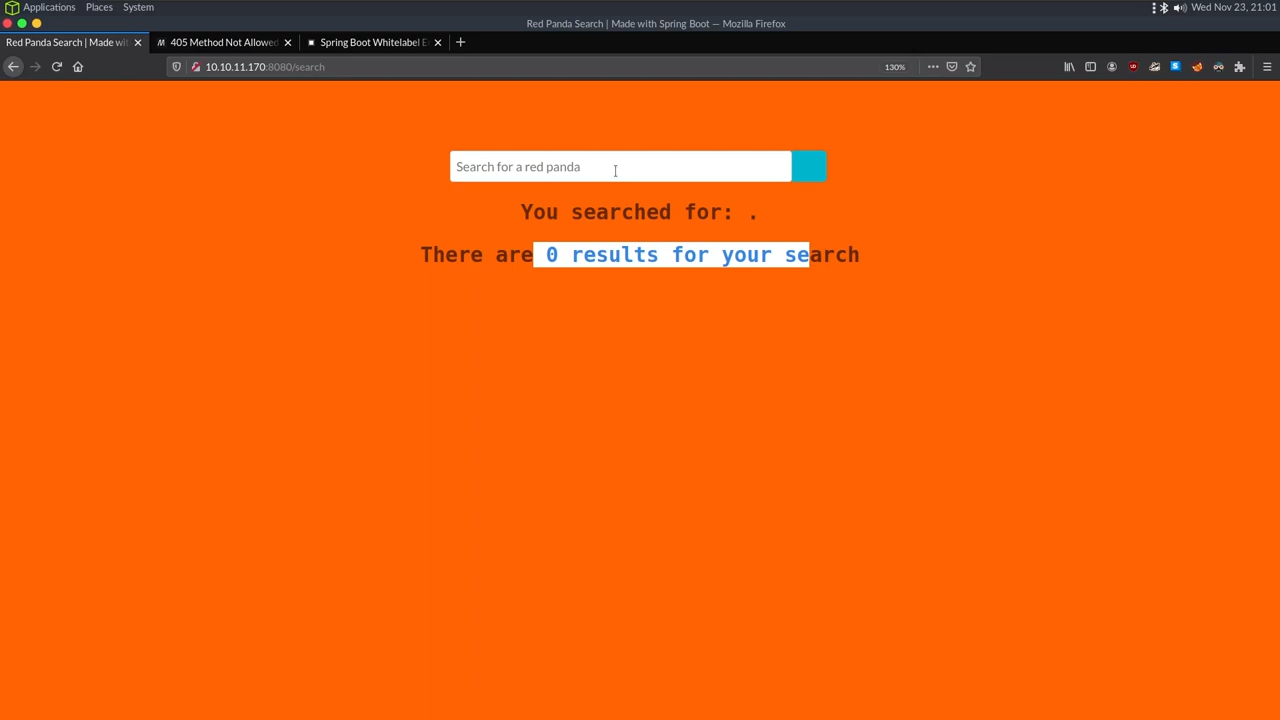 Applications Places System
Wed Nov 23, 21:01
Red Panda Search | Made with Spring Boot — Mozilla Firefox
Red Panda Search | Made wit
405 Method Not Allowed
Spring Boot Whitelabel E
10.10.11.170:8080/search
130%
Search for a red panda
You searched for: .
There are 0 results for your search